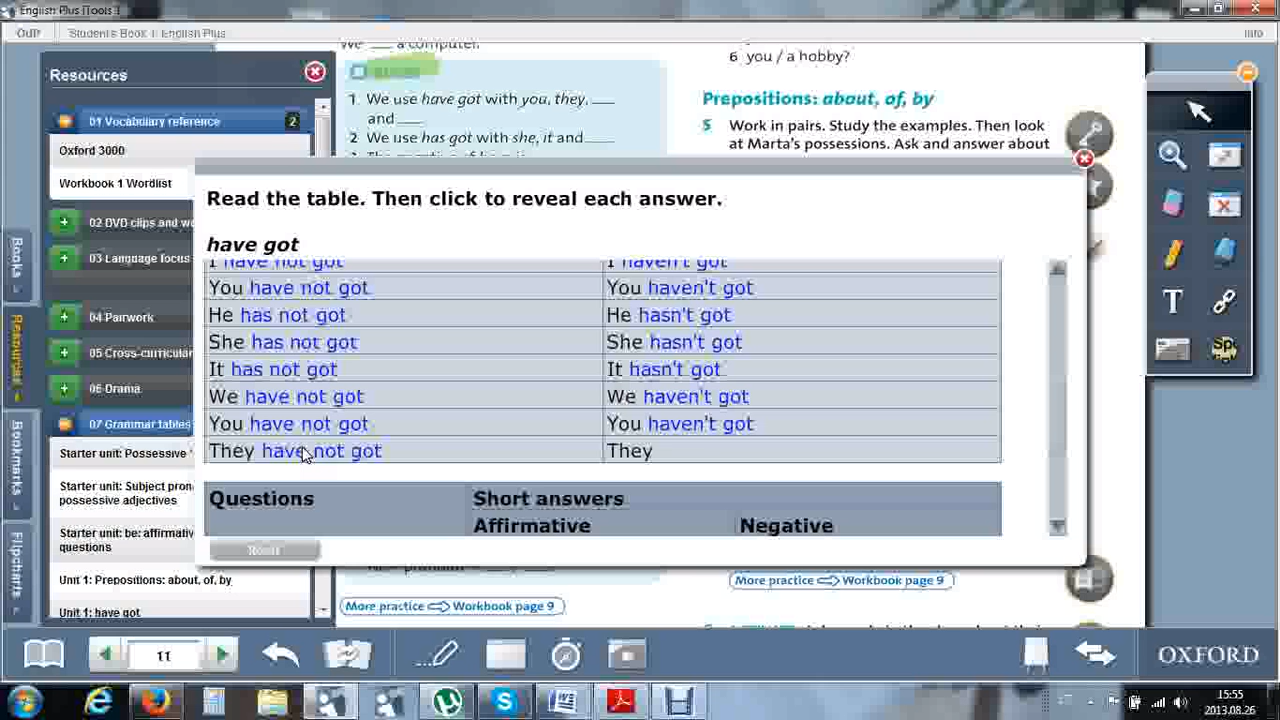 English Plus iTools 1
Student's Book 1: English Plus
Info
We ___ a computer.
6 you / a hobby?
Resources
1 We use have got with you, they, ___
and ___.
2 We use has got with she, it and ___
Prepositions: about, of, by
5 Work in pairs. Study the examples. Then look
at Marta's possessions. Ask and answer about
01 Vocabulary reference
2
Oxford 3000
Workbook 1 Wordlist
02 DVD clips and
03 Language focus
04 Pairwork
05 Cross-curricular
06 Drama
07 Grammar tables
Starter unit: Possessive
Starter unit: Subject
possessive adjectives
Starter unit: be:
questions
Unit 1: Prepositions: about, of, by
Unit 1: have got
Books
Resources
Bookmarks
Flipcharts
Read the table. Then click to reveal each answer.
have got
I have not got I haven't got
You have not got You haven't got
He has not got He hasn't got
She has not got She hasn't got
It has not got It hasn't got
We have not got We haven't got
You have not got You haven't got
They have not got They
Questions Short answers
Affirmative Negative
Reset
More practice Workbook page 9
More practice Workbook page 9
T
Sp
11
OXFORD
15:55
2013.08.26